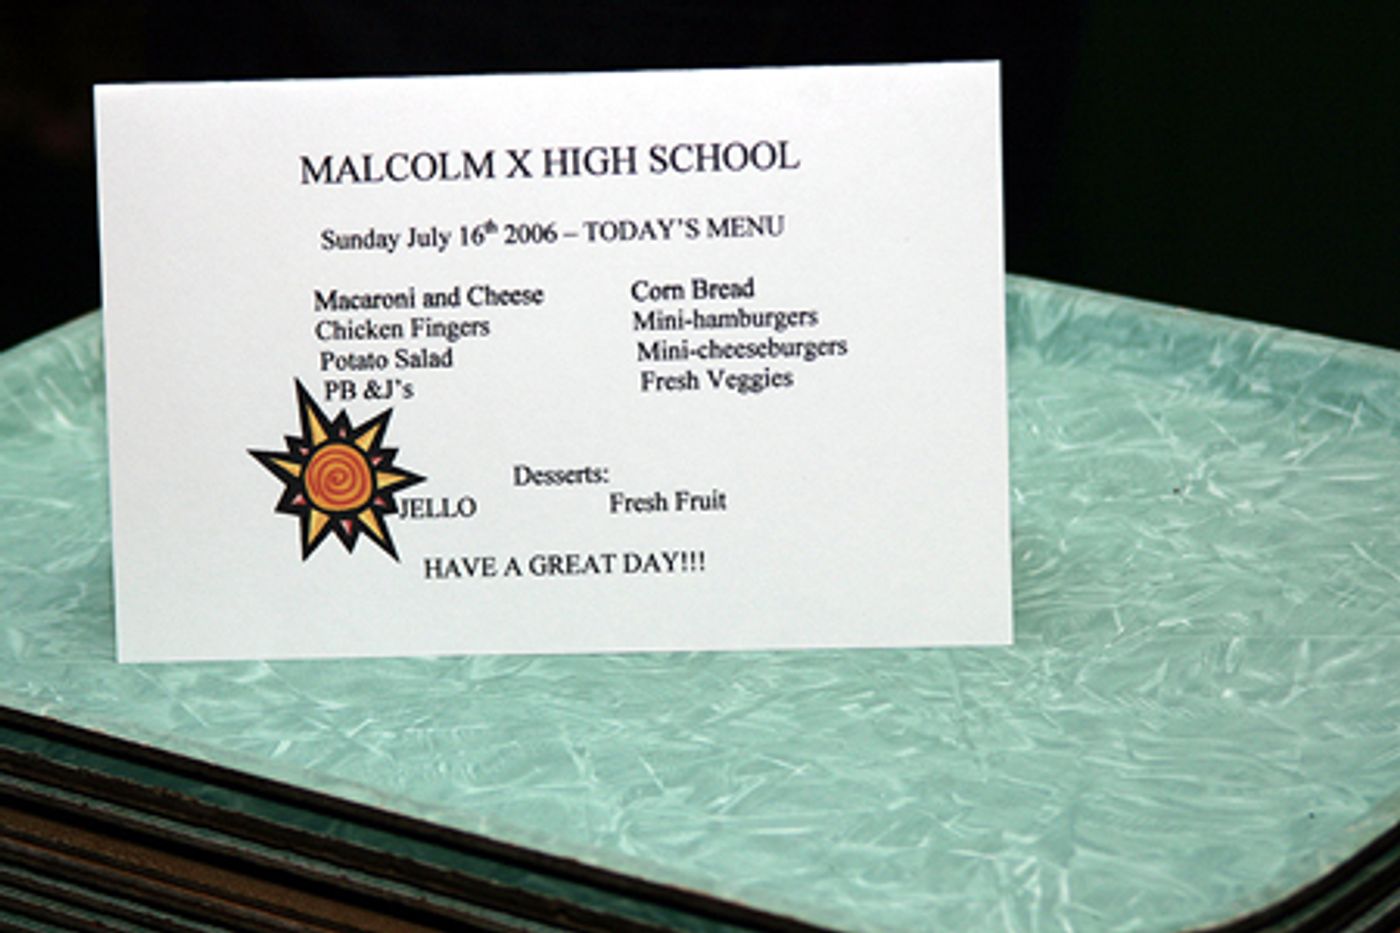 MALCOLM X HIGH SCHOOL
Sunday July 16th 2006 – TODAY'S MENU
Macaroni and Cheese
Chicken Fingers
Potato Salad
PB &J's
Corn Bread
Mini-hamburgers
Mini-cheeseburgers
Fresh Veggies
Desserts:
JELLO Fresh Fruit
HAVE A GREAT DAY!!!